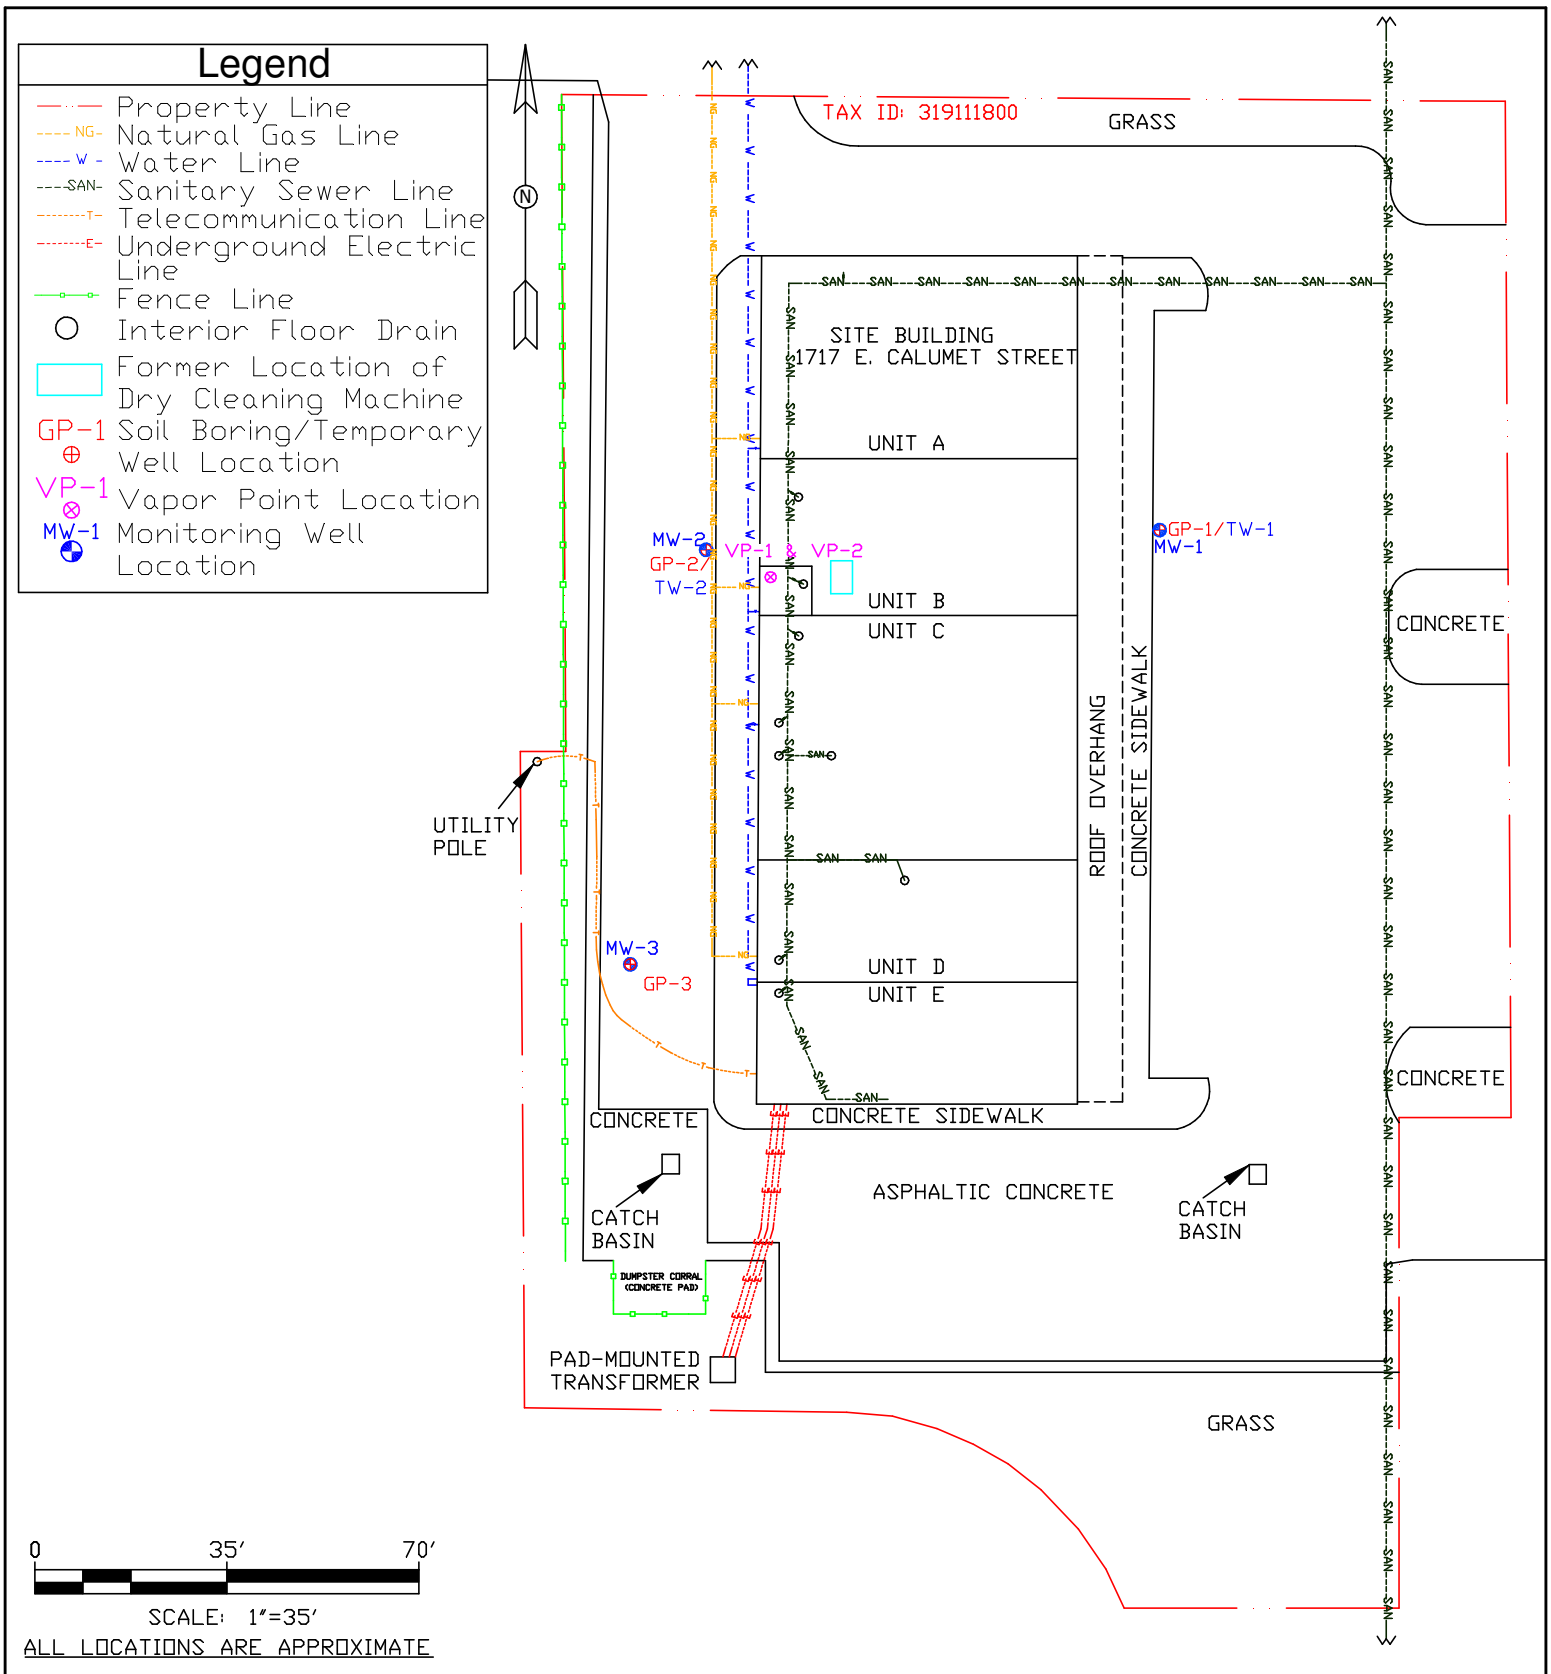 Legend
Property Line
NG
Natural Gas Line
W
Water Line
SAN
Sanitary Sewer Line
T
Telecommunication Line
E
Underground Electric
Line
Fence Line
Interior Floor Drain
Former Location of
Dry Cleaning Machine
GP-1 Soil Boring/Temporary
Well Location
VP-1 Vapor Point Location
MW-1 Monitoring Well
Location
N
TAX ID: 319111800
GRASS
SITE BUILDING
1717 E. CALUMET STREET
UNIT A
MW-2
GP-2/
TW-2
VP-1 & VP-2
UNIT B
UNIT C
GP-1/TW-1
MW-1
CONCRETE
ROOF OVERHANG
CONCRETE SIDEWALK
UTILITY
POLE
MW-3
GP-3
UNIT D
UNIT E
CONCRETE
CONCRETE
CONCRETE SIDEWALK
ASPHALTIC CONCRETE
CATCH
BASIN
CATCH
BASIN
DUMPSTER CORRAL
(CONCRETE PAD)
PAD-MOUNTED
TRANSFORMER
GRASS
0 35' 70'
SCALE: 1"=35'
ALL LOCATIONS ARE APPROXIMATE